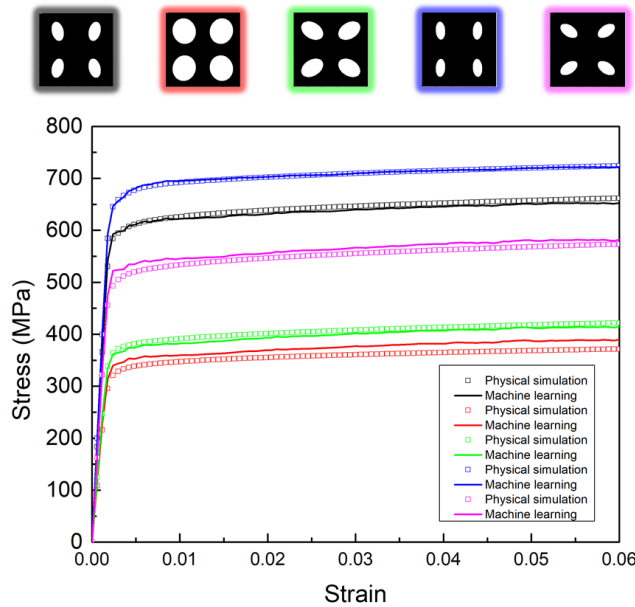 800
700
600
500
400
300
200
100
0
Stress (MPa)
Physical simulation
Machine learning
Physical simulation
Machine learning
Physical simulation
Machine learning
Physical simulation
Machine learning
Physical simulation
Machine learning
0.00 0.01 0.02 0.03 0.04 0.05 0.06
Strain